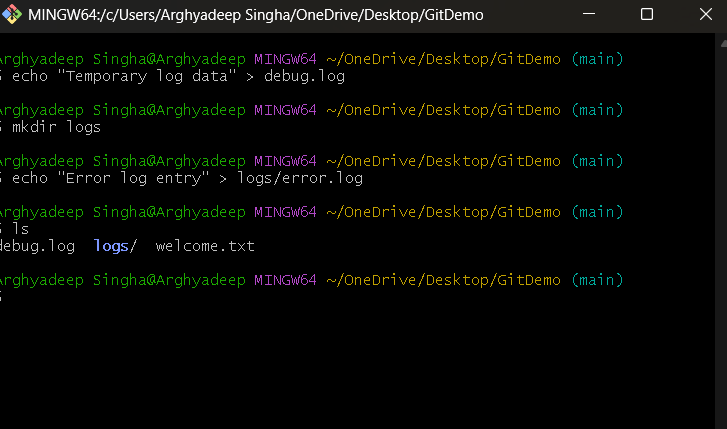 MINGW64:/c/Users/Arghyadeep Singha/OneDrive/Desktop/GitDemo
Arghyadeep Singha@Arghyadeep MINGW64 ~/OneDrive/Desktop/GitDemo (main)
$ echo "Temporary log data" > debug.log
Arghyadeep Singha@Arghyadeep MINGW64 ~/OneDrive/Desktop/GitDemo (main)
$ mkdir logs
Arghyadeep Singha@Arghyadeep MINGW64 ~/OneDrive/Desktop/GitDemo (main)
$ echo "Error log entry" > logs/error.log
Arghyadeep Singha@Arghyadeep MINGW64 ~/OneDrive/Desktop/GitDemo (main)
$ ls
debug.log  logs/  welcome.txt
Arghyadeep Singha@Arghyadeep MINGW64 ~/OneDrive/Desktop/GitDemo (main)
$